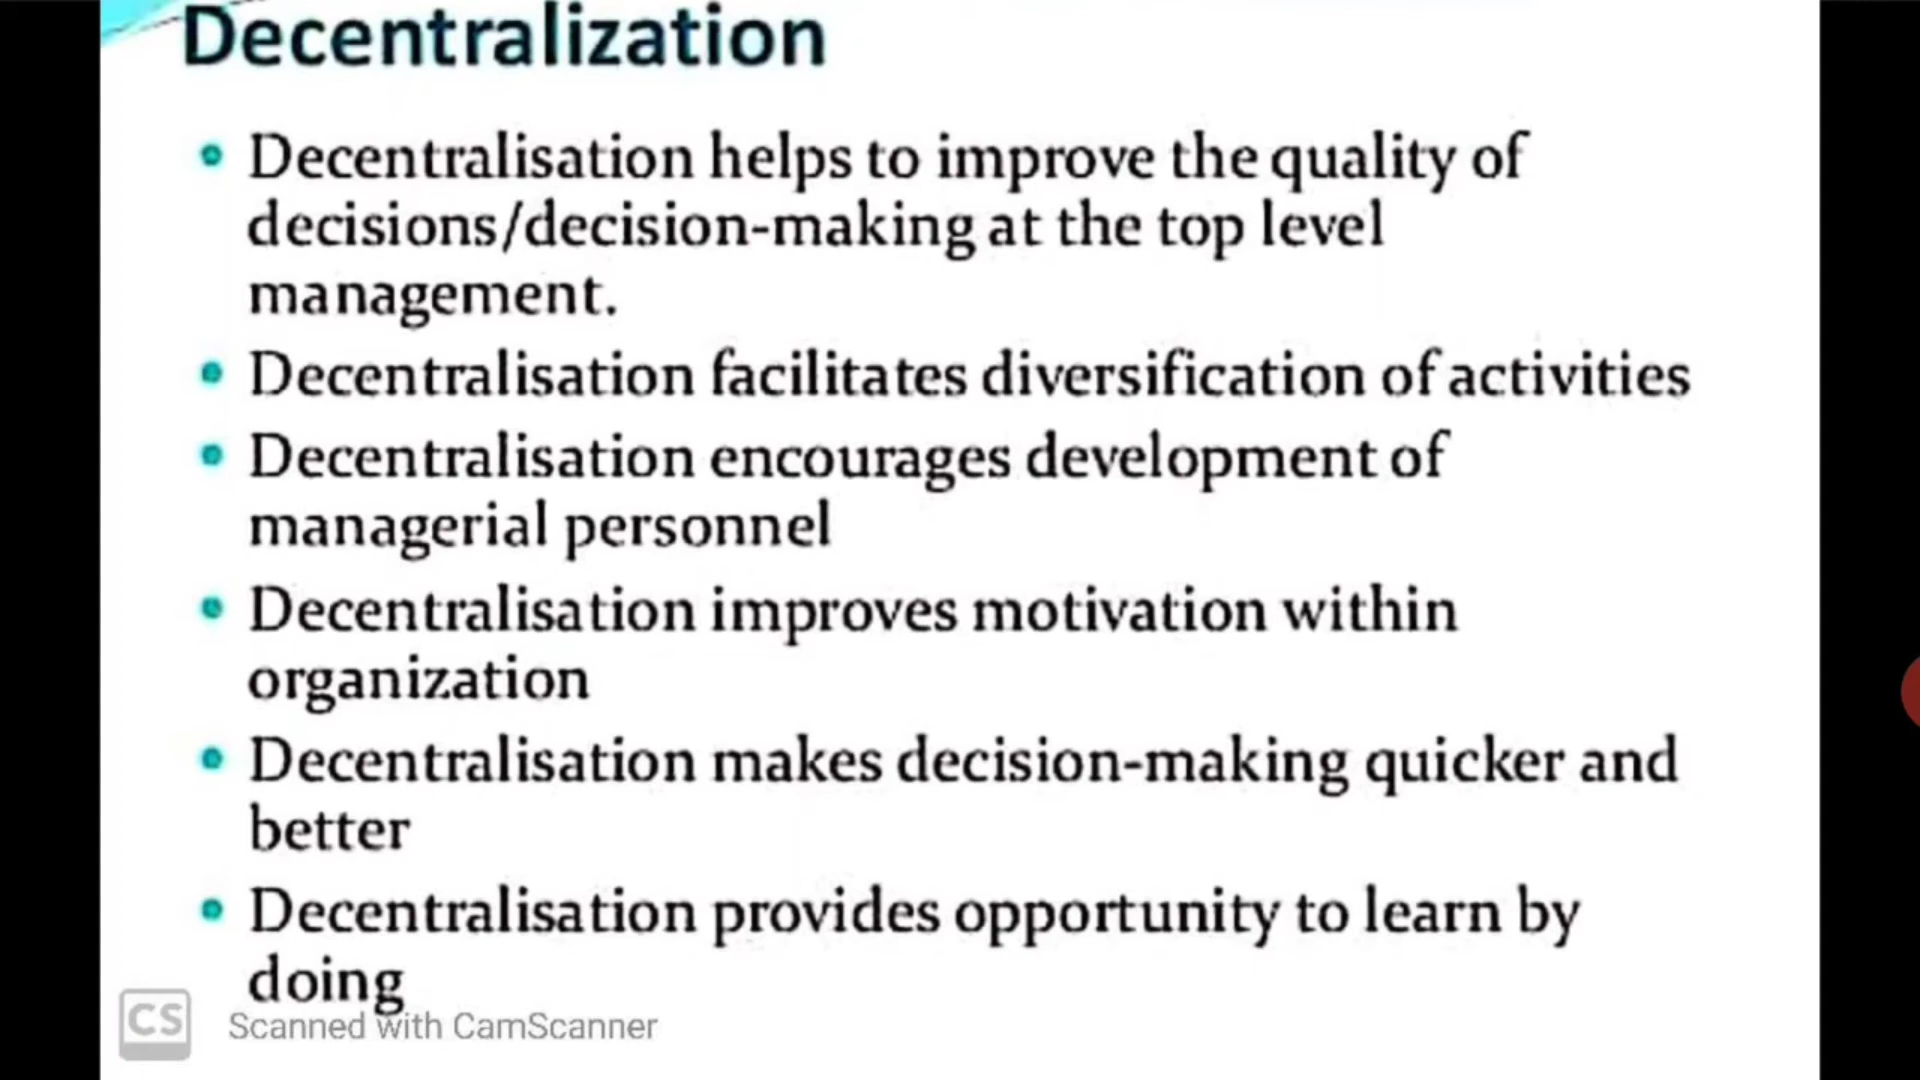 Decentralization
• Decentralisation helps to improve the quality of
decisions/decision-making at the top level
management.
• Decentralisation facilitates diversification of activities
• Decentralisation encourages development of
managerial personnel
• Decentralisation improves motivation within
organization
• Decentralisation makes decision-making quicker and
better
• Decentralisation provides opportunity to learn by
doing
CS Scanned with CamScanner